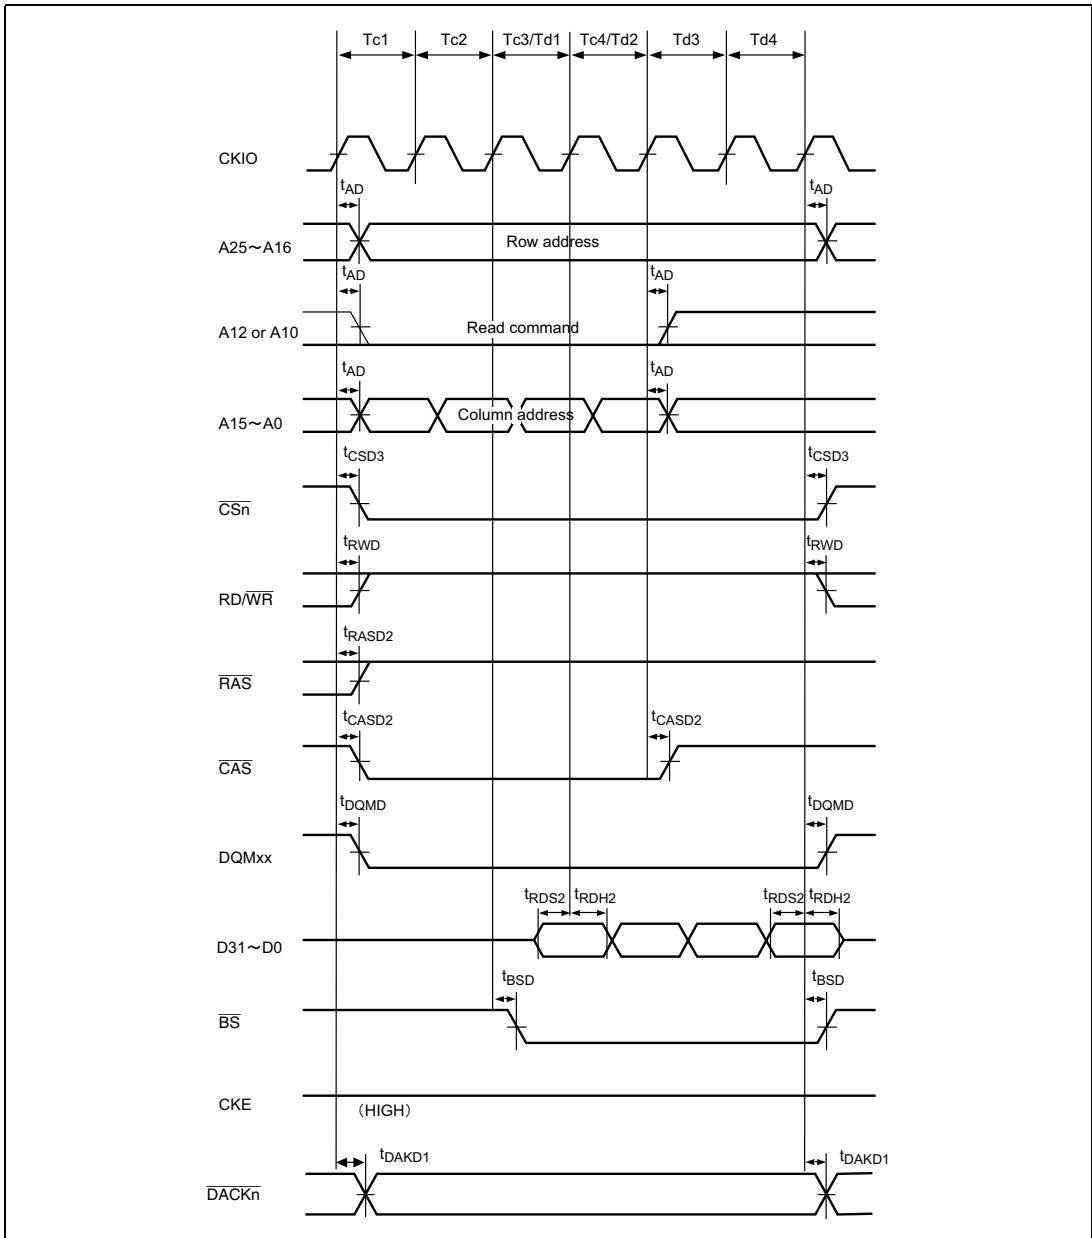 Tc1 Tc2 Tc3/Td1 Tc4/Td2 Td3 Td4
CKIO
tAD tAD
A25～A16 Row address
tAD tAD
A12 or A10 Read command
tAD tAD
A15～A0 Column address
tCSD3 tCSD3
CSn
tRWD tRWD
RD/WR
tRASD2
RAS
tCASD2 tCASD2
CAS
tDQMD tDQMD
DQMxx
tRDS2 tRDH2 tRDS2 tRDH2
D31～D0
tBSD tBSD
BS
CKE
（HIGH）
tDAKD1 tDAKD1
DACKn